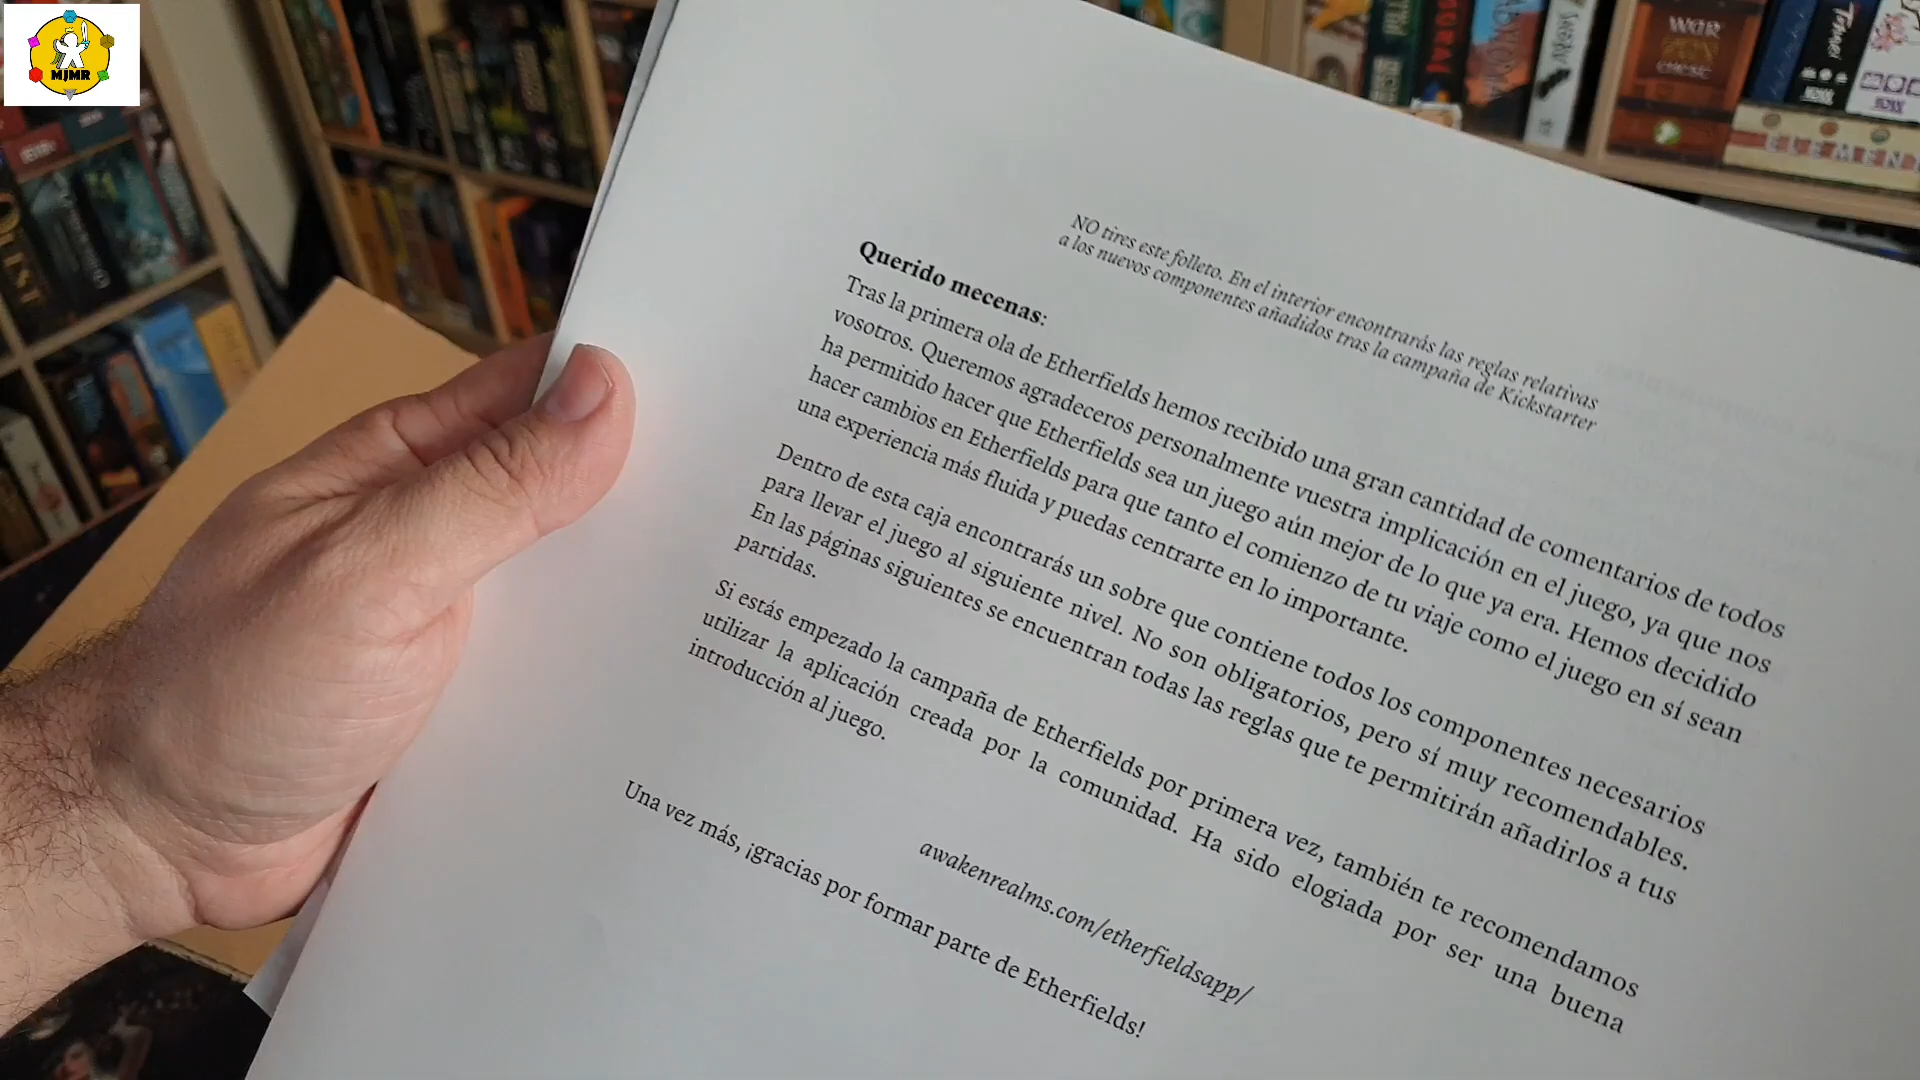 MJMR
WAR
CHEST
ELEMEN
NO tires este folleto. En el interior encontrarás las reglas relativas
a los nuevos componentes añadidos tras la campaña de Kickstarter
Querido mecenas:
Tras la primera ola de Etherfields hemos recibido una gran cantidad de comentarios de todos
vosotros. Queremos agradeceros personalmente vuestra implicación en el juego, ya que nos
ha permitido hacer que Etherfields sea un juego aún mejor de lo que ya era. Hemos decidido
hacer cambios en Etherfields para que tanto el comienzo de tu viaje como el juego en sí sean
una experiencia más fluida y puedas centrarte en lo importante.
Dentro de esta caja encontrarás un sobre que contiene todos los componentes necesarios
para llevar el juego al siguiente nivel. No son obligatorios, pero sí muy recomendables.
En las páginas siguientes se encuentran todas las reglas que te permitirán añadirlos a tus
partidas.
Si estás empezado la campaña de Etherfields por primera vez, también te recomendamos
utilizar la aplicación creada por la comunidad. Ha sido elogiada por ser una buena
introducción al juego.
awakenrealms.com/etherfieldsapp/
Una vez más, ¡gracias por formar parte de Etherfields!